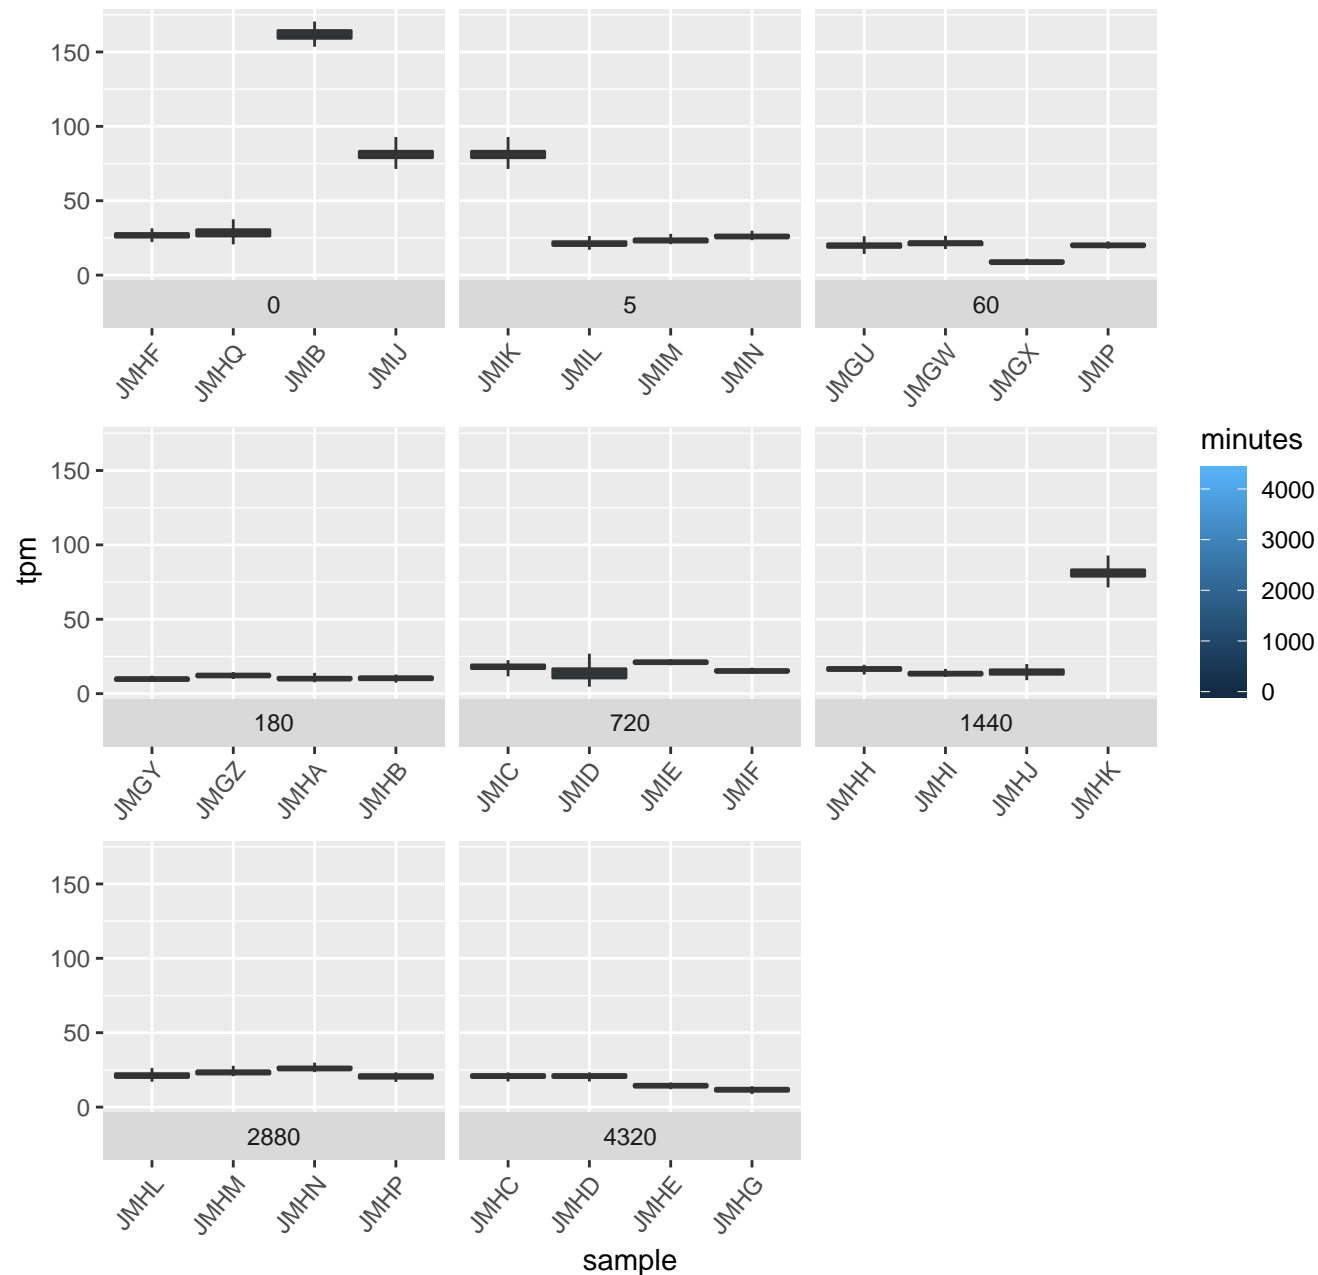 150
100
50
0
0 5 60
JMHF JMHQ JMIB JMIJ JMIK JMIL JMIM JMIN JMGU JMGW JMGX JMIP
minutes
4000
3000
2000
1000
0
tpm
150
100
50
0
180 720 1440
JMGY JMGZ JMHA JMHB JMIC JMID JMIE JMIF JMHH JMHI JMHJ JMHK
150
100
50
0
2880 4320
JMHL JMHM JMHN JMHP JMHC JMHD JMHE JMHG
sample